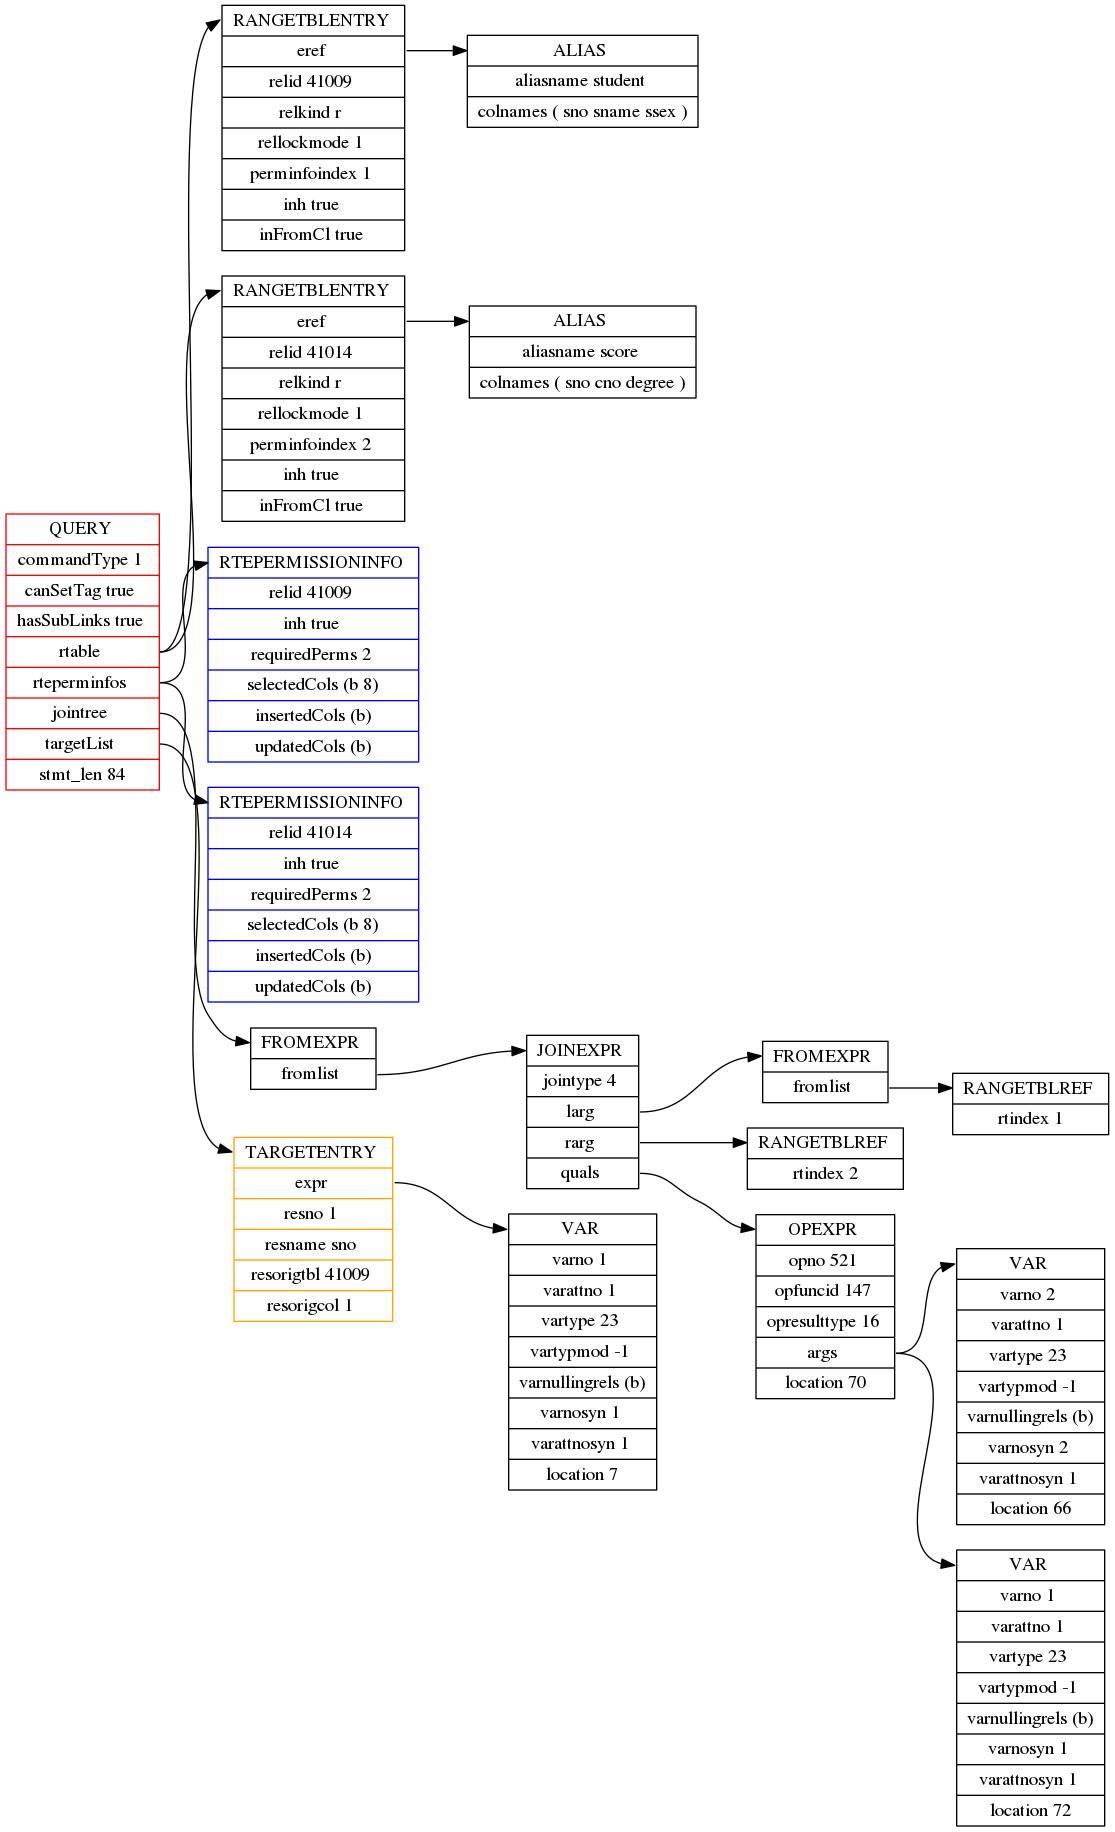 QUERY
commandType 1
canSetTag true
hasSubLinks true
rtable
rteperminfos
jointree
targetList
stmt_len 84
RANGETBLENTRY
eref
relid 41009
relkind r
rellockmode 1
perminfoindex 1
inh true
inFromCl true
ALIAS
aliasname student
colnames ( sno sname ssex )
RANGETBLENTRY
eref
relid 41014
relkind r
rellockmode 1
perminfoindex 2
inh true
inFromCl true
ALIAS
aliasname score
colnames ( sno cno degree )
RTEPERMISSIONINFO
relid 41009
inh true
requiredPerms 2
selectedCols (b 8)
insertedCols (b)
updatedCols (b)
RTEPERMISSIONINFO
relid 41014
inh true
requiredPerms 2
selectedCols (b 8)
insertedCols (b)
updatedCols (b)
FROMEXPR
fromlist
JOINEXPR
jointype 4
larg
rarg
quals
FROMEXPR
fromlist
RANGETBLREF
rtindex 1
RANGETBLREF
rtindex 2
OPEXPR
opno 521
opfuncid 147
opresulttype 16
args
location 70
VAR
varno 2
varattno 1
vartype 23
vartypmod -1
varnullingrels (b)
varnosyn 2
varattnosyn 1
location 66
VAR
varno 1
varattno 1
vartype 23
vartypmod -1
varnullingrels (b)
varnosyn 1
varattnosyn 1
location 72
TARGETENTRY
expr
resno 1
resname sno
resorigtbl 41009
resorigcol 1
VAR
varno 1
varattno 1
vartype 23
vartypmod -1
varnullingrels (b)
varnosyn 1
varattnosyn 1
location 7